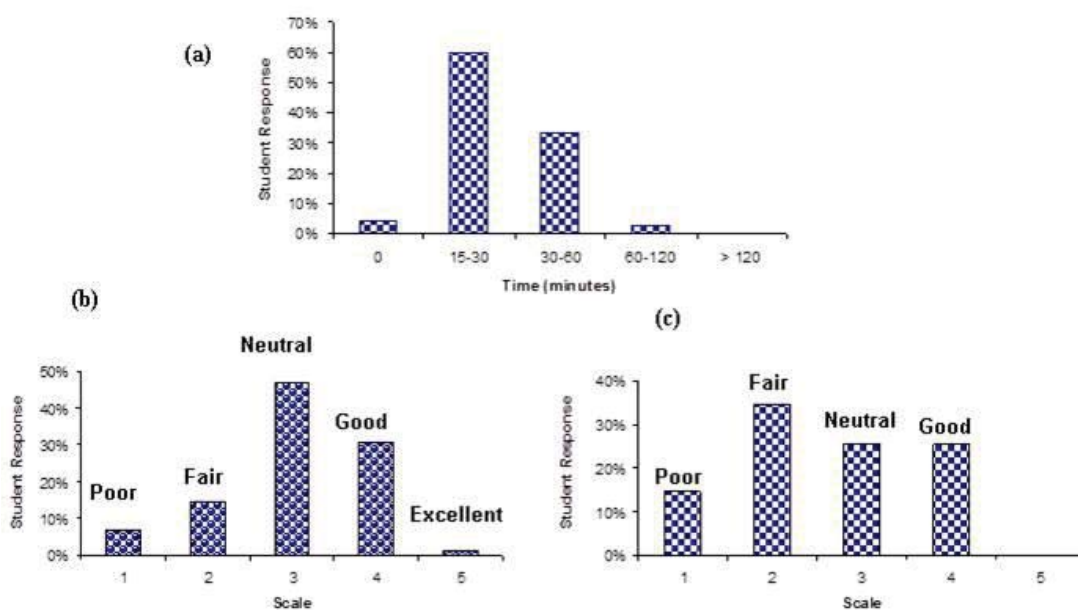 (a)
Student Response
70%
60%
50%
40%
30%
20%
10%
0%
0 15-30 30-60 60-120 > 120
Time (minutes)
(b)
Student Response
50%
40%
30%
20%
10%
0%
Poor
Fair
Neutral
Good
Excellent
1 2 3 4 5
Scale
(c)
Student Response
40%
30%
20%
10%
0%
Poor
Fair
Neutral
Good
1 2 3 4 5
Scale